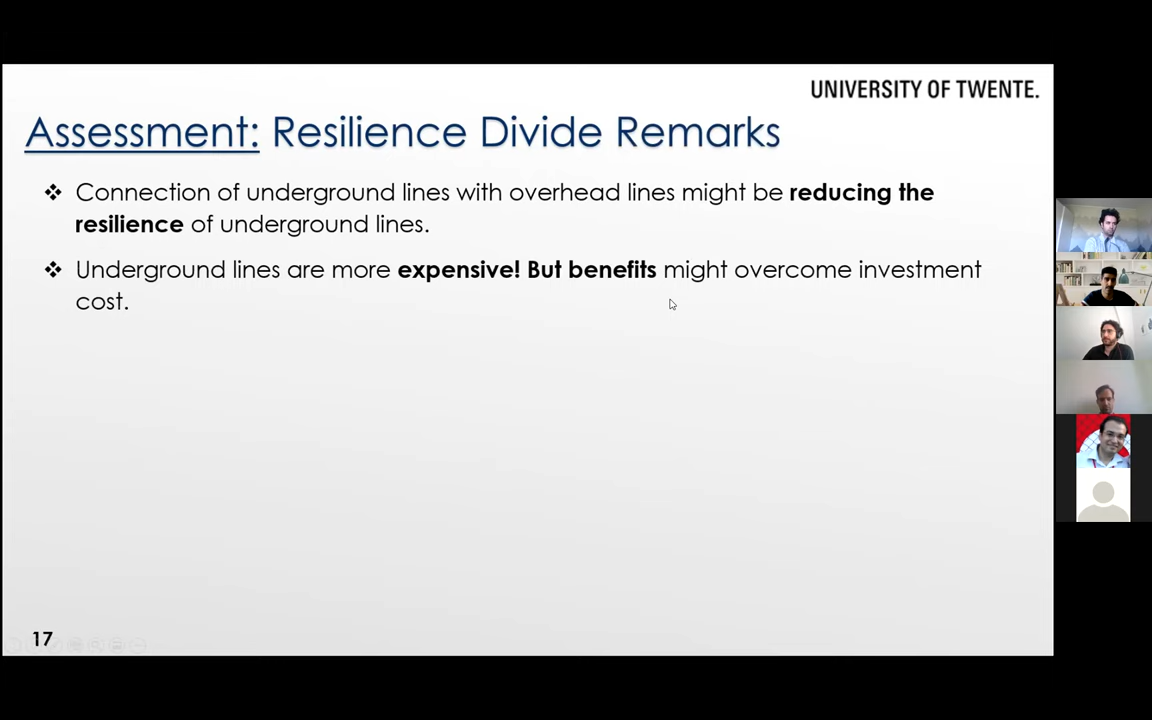 UNIVERSITY OF TWENTE.
Assessment: Resilience Divide Remarks
❖ Connection of underground lines with overhead lines might be reducing the
resilience of underground lines.
❖ Underground lines are more expensive! But benefits might overcome investment
cost.
17